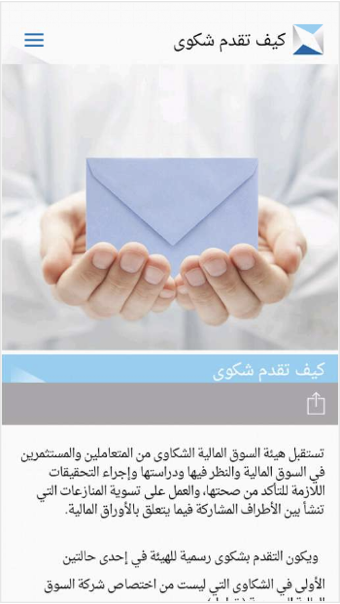 كيف تقدم شكوى
كيف تقدم شكوى
تستقبل هيئة السوق المالية الشكاوى من المتعاملين والمستثمرين
في السوق المالية والنظر فيها ودراستها وإجراء التحقيقات
اللازمة للتأكد من صحتها، والعمل على تسوية المنازعات التي
تنشأ بين الأطراف المشاركة فيما يتعلق بالأوراق المالية.
ويكون التقدم بشكوى رسمية للهيئة في إحدى حالتين
الأولى في الشكاوى التي ليست من اختصاص شركة السوق